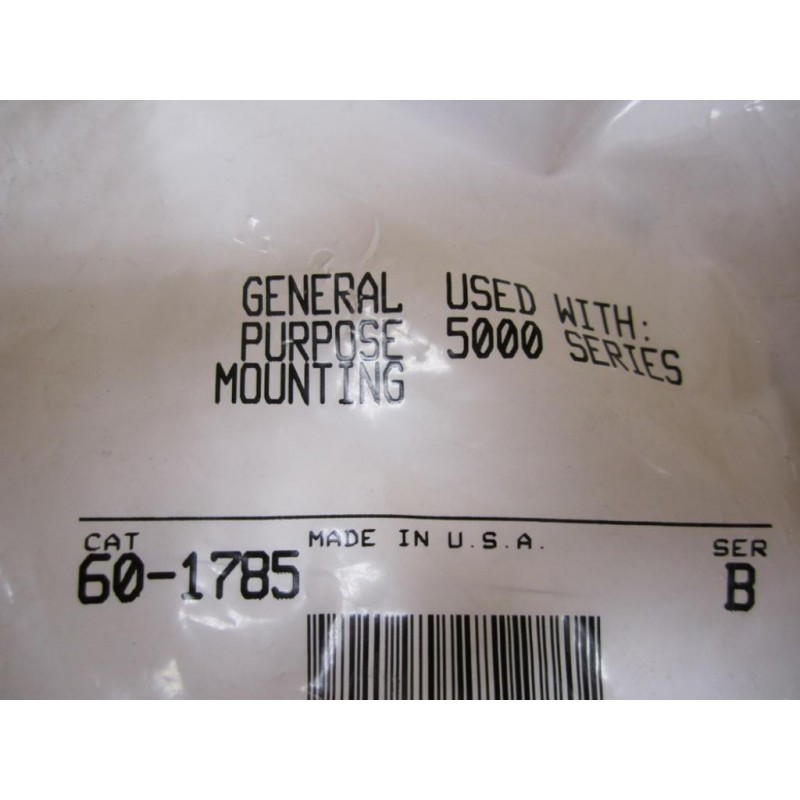 GENERAL USED WITH:
PURPOSE 5000 SERIES
MOUNTING
CAT MADE IN U.S.A. SER
60-1785 B